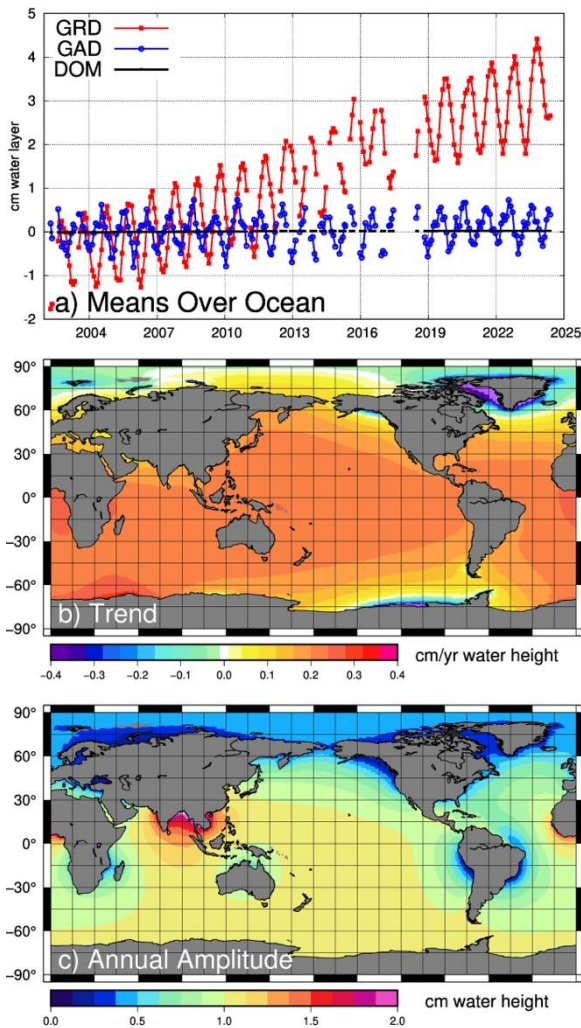 5
4
3
2
1
0
-1
-2
cm water layer
GRD
GAD
DOM
a) Means Over Ocean
2004 2007 2010 2013 2016 2019 2022 2025
90°
60°
30°
0°
−30°
−60°
−90°
b) Trend
−0.4 −0.3 −0.2 −0.1 0.0 0.1 0.2 0.3 0.4
cm/yr water height
90°
60°
30°
0°
−30°
−60°
−90°
c) Annual Amplitude
0.0 0.5 1.0 1.5 2.0
cm water height